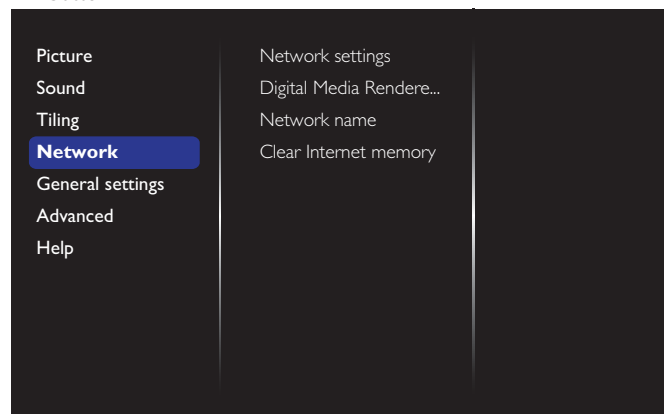 Picture
Sound
Tiling
Network
General settings
Advanced
Help
Network settings
Digital Media Rendere...
Network name
Clear Internet memory